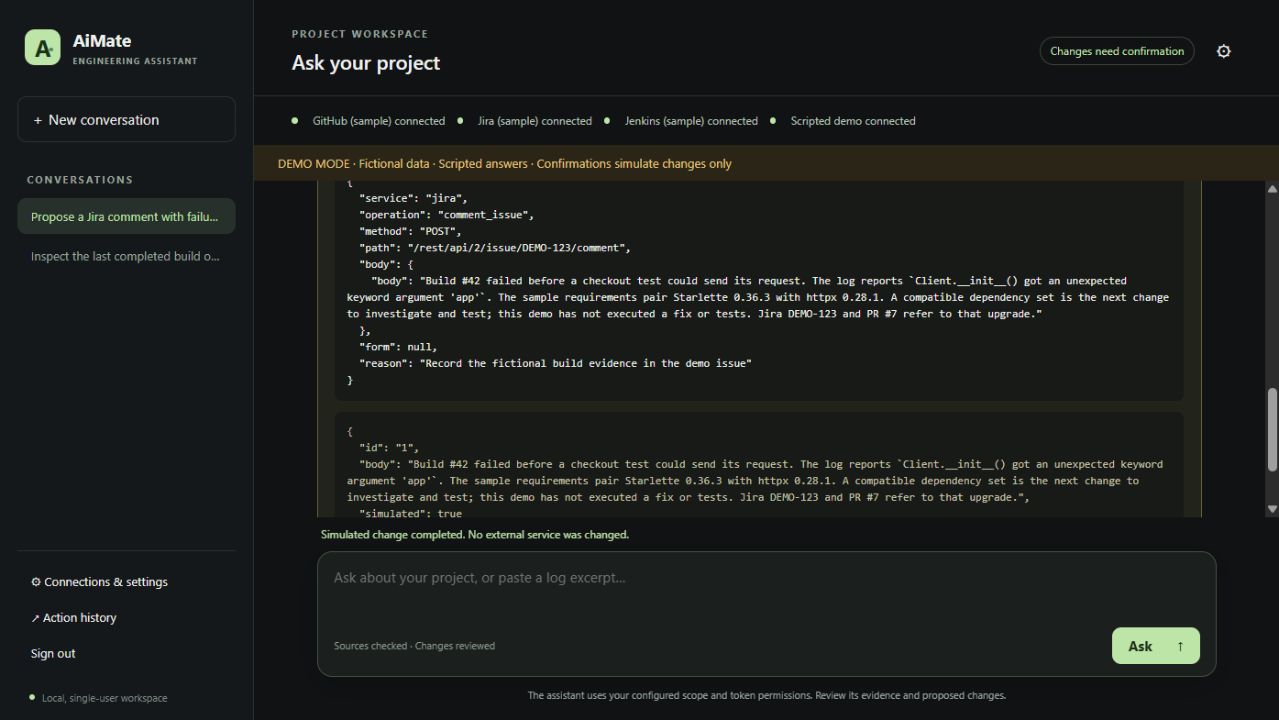 A
AiMate
ENGINEERING ASSISTANT
+ New conversation
CONVERSATIONS
Propose a Jira comment with failu...
Inspect the last completed build o...
⚙ Connections & settings
↗ Action history
Sign out
Local, single-user workspace
PROJECT WORKSPACE
Ask your project
Changes need confirmation
GitHub (sample) connected
Jira (sample) connected
Jenkins (sample) connected
Scripted demo connected
DEMO MODE · Fictional data · Scripted answers · Confirmations simulate changes only
{
"service": "jira",
"operation": "comment_issue",
"method": "POST",
"path": "/rest/api/2/issue/DEMO-123/comment",
"body": {
"body": "Build #42 failed before a checkout test could send its request. The log reports `Client.__init__() got an unexpected
keyword argument 'app'`. The sample requirements pair Starlette 0.36.3 with httpx 0.28.1. A compatible dependency set is the next change
to investigate and test; this demo has not executed a fix or tests. Jira DEMO-123 and PR #7 refer to that upgrade."
},
"form": null,
"reason": "Record the fictional build evidence in the demo issue"
}
{
"id": "1",
"body": "Build #42 failed before a checkout test could send its request. The log reports `Client.__init__() got an unexpected keyword
argument 'app'`. The sample requirements pair Starlette 0.36.3 with httpx 0.28.1. A compatible dependency set is the next change to
investigate and test; this demo has not executed a fix or tests. Jira DEMO-123 and PR #7 refer to that upgrade.",
"simulated": true
Simulated change completed. No external service was changed.
Ask about your project, or paste a log excerpt...
Sources checked · Changes reviewed
Ask ↑
The assistant uses your configured scope and token permissions. Review its evidence and proposed changes.